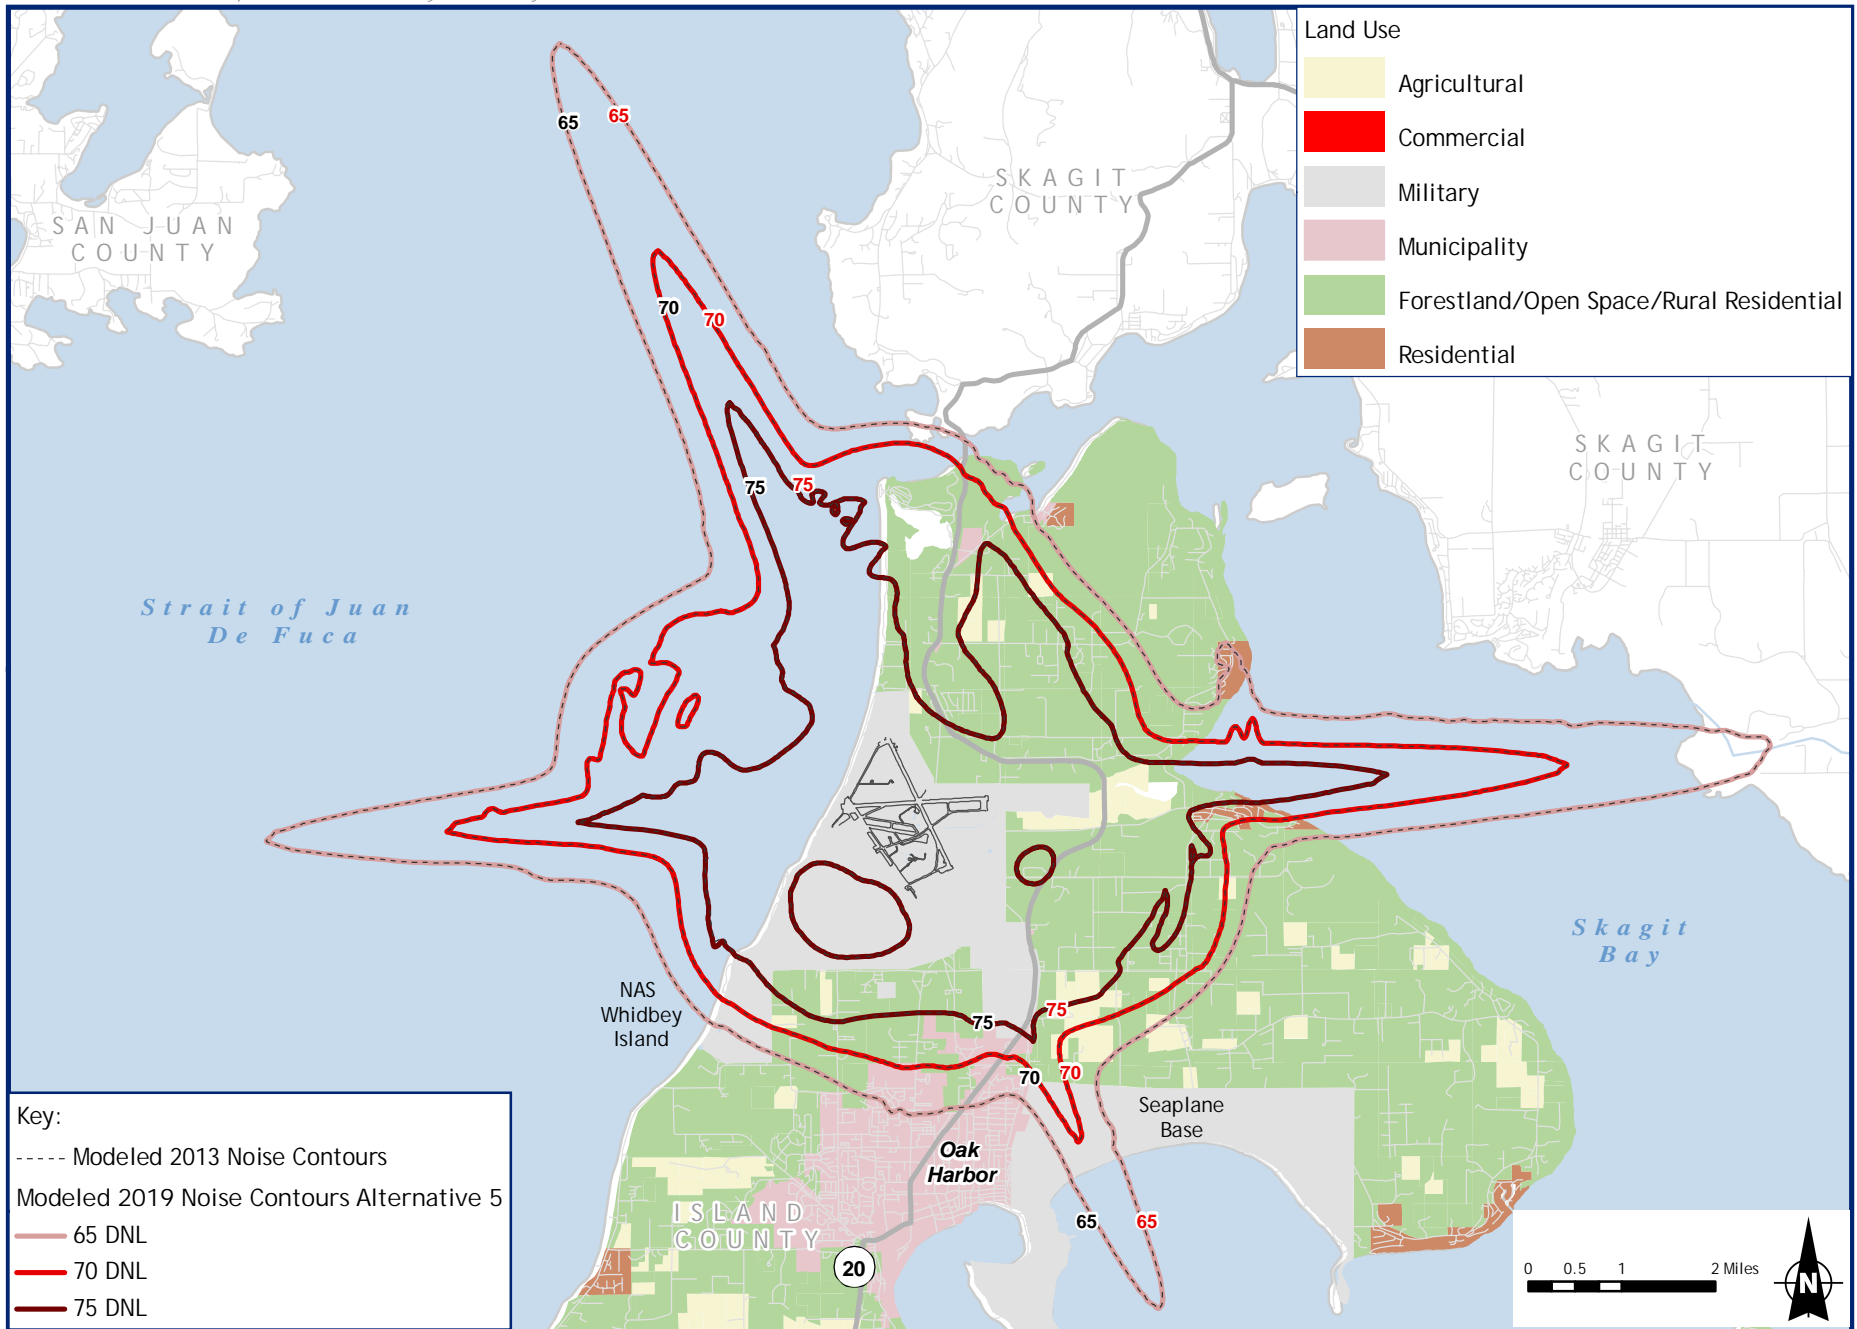 Land Use
Agricultural
Commercial
Military
Municipality
Forestland/Open Space/Rural Residential
Residential
65
65
SKAGIT
COUNTY
SAN JUAN
COUNTY
70
70
SKAGIT
COUNTY
75
75
Strait of Juan
De Fuca
Skagit
Bay
NAS
Whidbey
Island
75
75
70
70
Seaplane
Base
Oak
Harbor
ISLAND
COUNTY
65
65
20
Key:
Modeled 2013 Noise Contours
Modeled 2019 Noise Contours Alternative 5
65 DNL
70 DNL
75 DNL
0 0.5 1 2 Miles
N